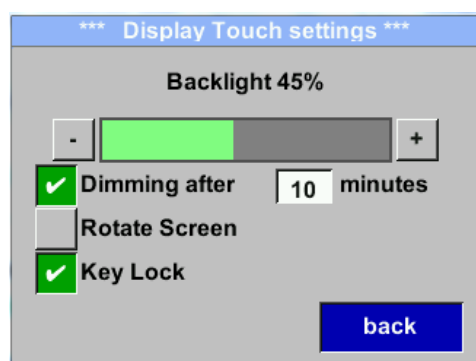 *** Display Touch settings ***
Backlight 45%
- +
Dimming after 10 minutes
Rotate Screen
Key Lock
back